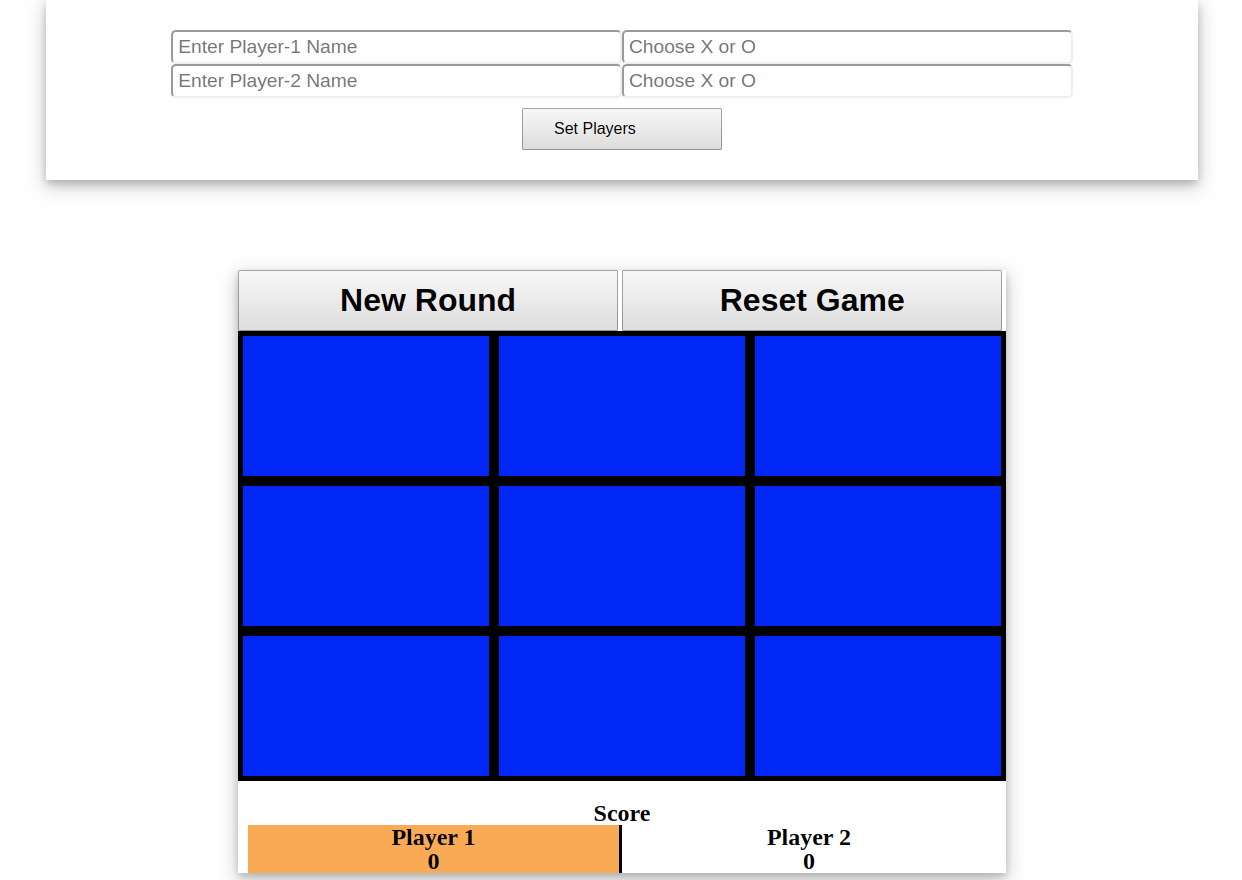 Enter Player-1 Name Choose X or O
Enter Player-2 Name Choose X or O
Set Players
New Round Reset Game
Score
Player 1 Player 2
0 0